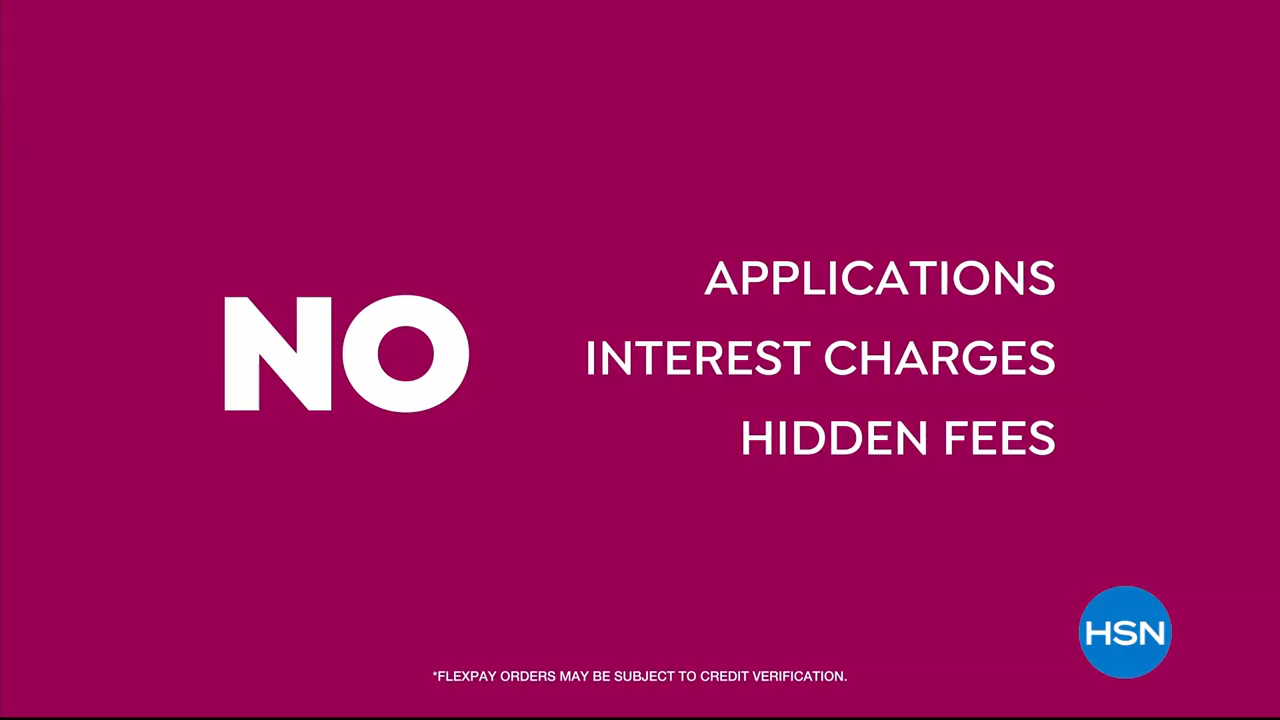 NO
APPLICATIONS
INTEREST CHARGES
HIDDEN FEES
HSN
*FLEXPAY ORDERS MAY BE SUBJECT TO CREDIT VERIFICATION.